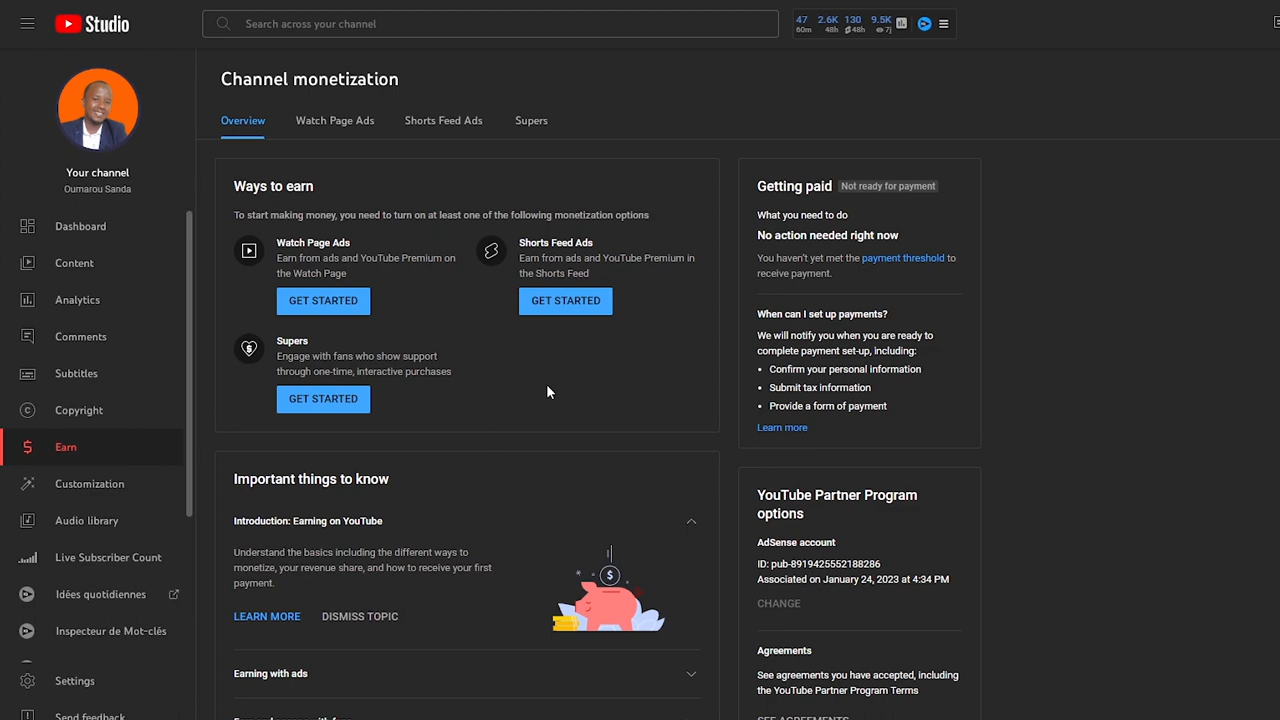 Studio
Search across your channel
47 2.6K 130 9.5K
60m 48h 48h 7j
Channel monetization
Overview Watch Page Ads Shorts Feed Ads Supers
Your channel
Oumarou Sanda
Dashboard
Content
Analytics
Comments
Subtitles
Copyright
Earn
Customization
Audio library
Live Subscriber Count
Idées quotidiennes
Inspecteur de Mot-clés
Settings
Send feedback
Ways to earn
To start making money, you need to turn on at least one of the following monetization options
Watch Page Ads
Earn from ads and YouTube Premium on
the Watch Page
GET STARTED
Shorts Feed Ads
Earn from ads and YouTube Premium in
the Shorts Feed
GET STARTED
Supers
Engage with fans who show support
through one-time, interactive purchases
GET STARTED
Important things to know
Introduction: Earning on YouTube
Understand the basics including the different ways to
monetize, your revenue share, and how to receive your first
payment.
LEARN MORE DISMISS TOPIC
Earning with ads
Getting paid Not ready for payment
What you need to do
No action needed right now
You haven't yet met the payment threshold to
receive payment.
When can I set up payments?
We will notify you when you are ready to
complete payment set-up, including:
• Confirm your personal information
• Submit tax information
• Provide a form of payment
Learn more
YouTube Partner Program
options
AdSense account
ID: pub-8919425552188286
Associated on January 24, 2023 at 4:34 PM
CHANGE
Agreements
See agreements you have accepted, including
the YouTube Partner Program Terms
SEE AGREEMENTS